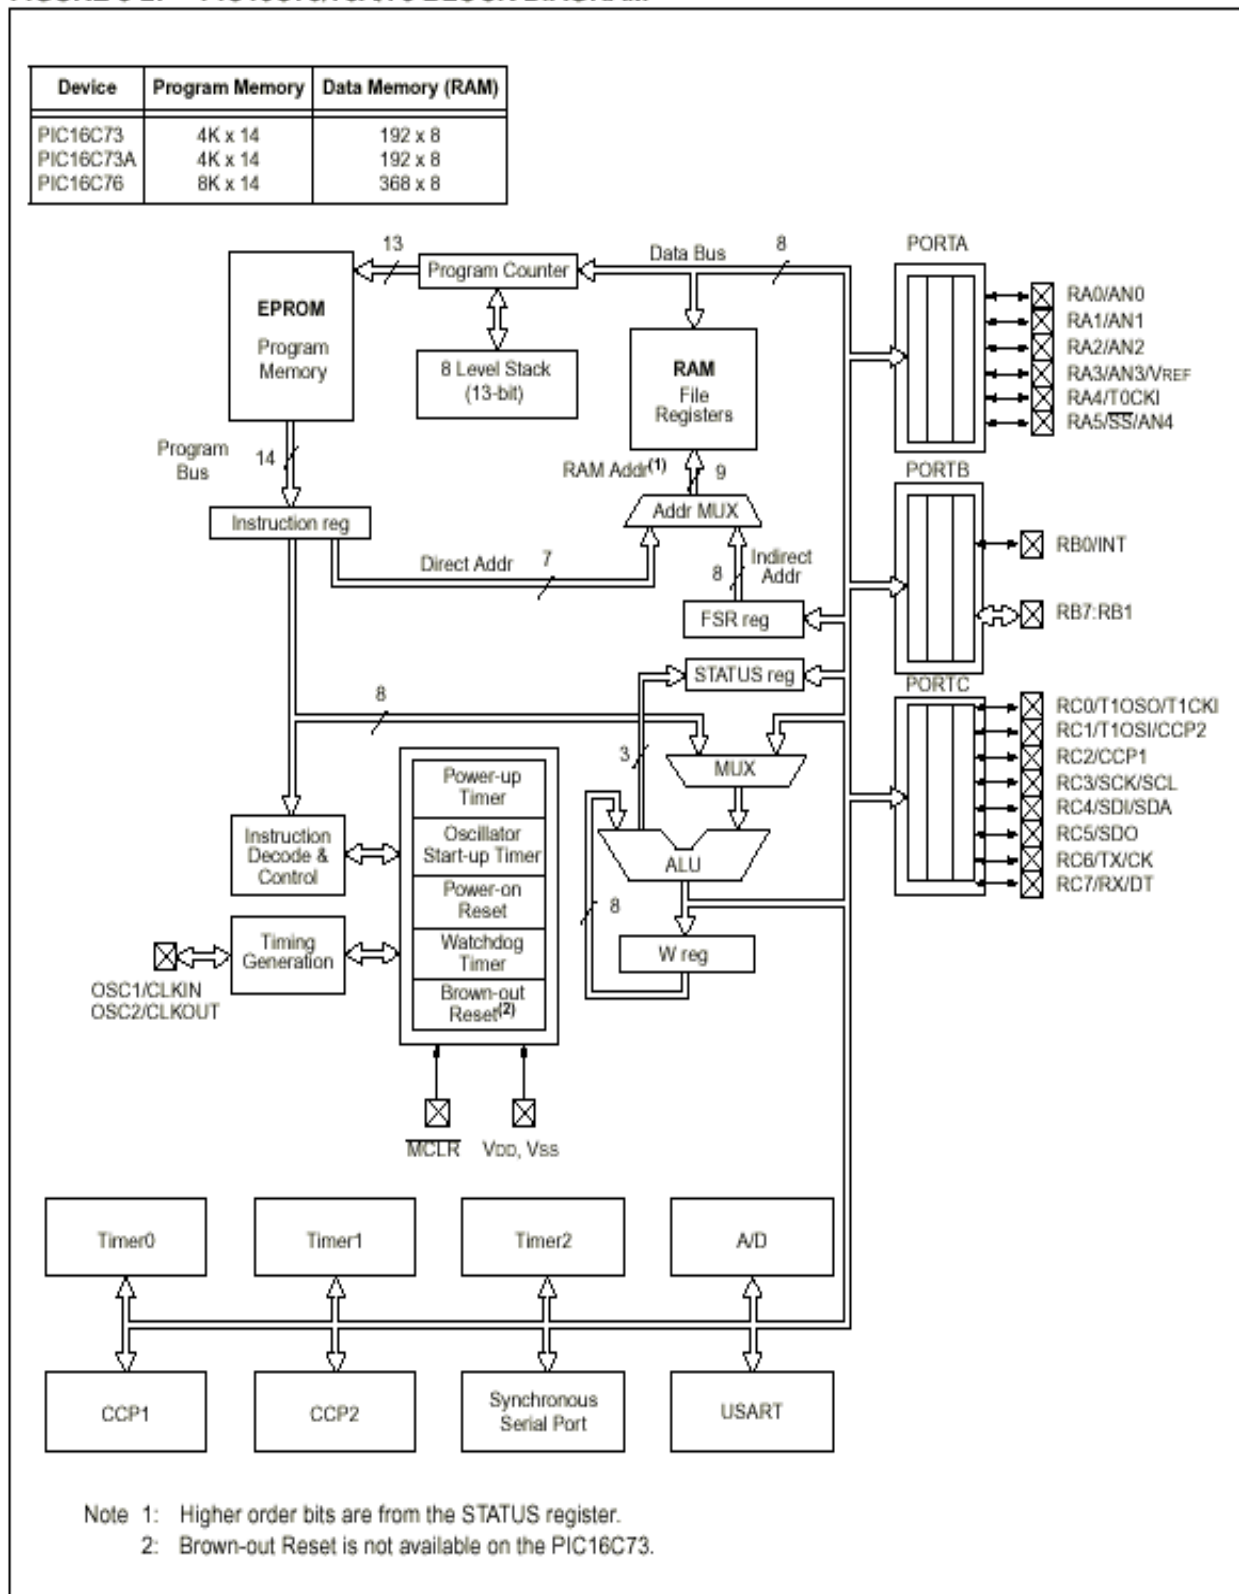 Device Program Memory Data Memory (RAM)
PIC16C73 4K x 14 192 x 8
PIC16C73A 4K x 14 192 x 8
PIC16C76 8K x 14 368 x 8
13
8
Data Bus
PORTA
EPROM
Program
Memory
Program Counter
8 Level Stack
(13-bit)
RAM
File
Registers
RA0/AN0
RA1/AN1
RA2/AN2
RA3/AN3/VREF
RA4/T0CKI
RA5/SS/AN4
Program
Bus
14
RAM Addr(1)
9
PORTB
Instruction reg
Addr MUX
Direct Addr
7
8
Indirect
Addr
RB0/INT
FSR reg
RB7:RB1
STATUS reg
PORTC
8
3
MUX
RC0/T1OSO/T1CKI
RC1/T1OSI/CCP2
RC2/CCP1
RC3/SCK/SCL
RC4/SDI/SDA
RC5/SDO
RC6/TX/CK
RC7/RX/DT
Power-up
Timer
Instruction
Decode &
Control
Oscillator
Start-up Timer
ALU
Power-on
Reset
8
Timing
Generation
Watchdog
Timer
W reg
OSC1/CLKIN
OSC2/CLKOUT
Brown-out
Reset(2)
MCLR
VDD, VSS
Timer0
Timer1
Timer2
A/D
CCP1
CCP2
Synchronous
Serial Port
USART
Note 1: Higher order bits are from the STATUS register.
2: Brown-out Reset is not available on the PIC16C73.